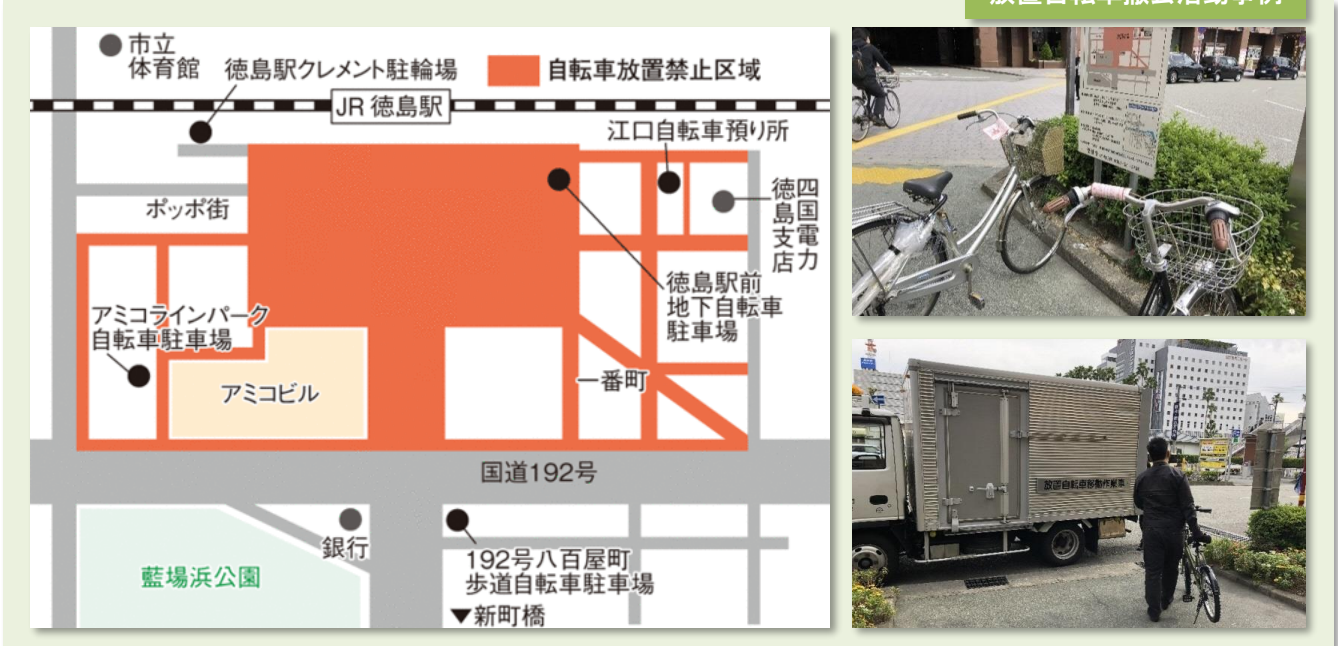 放置自転車撤去活動事例
市立
体育館
徳島駅クレメント駐輪場
自転車放置禁止区域
JR 徳島駅
江口自転車預り所
ポッポ街
四国電力
徳島支店
徳島駅前
地下自転車
駐車場
アミコラインパーク
自転車駐車場
アミコビル
一番町
国道192号
銀行
藍場浜公園
192号八百屋町
歩道自転車駐車場
▼新町橋
放置自転車移動作業車